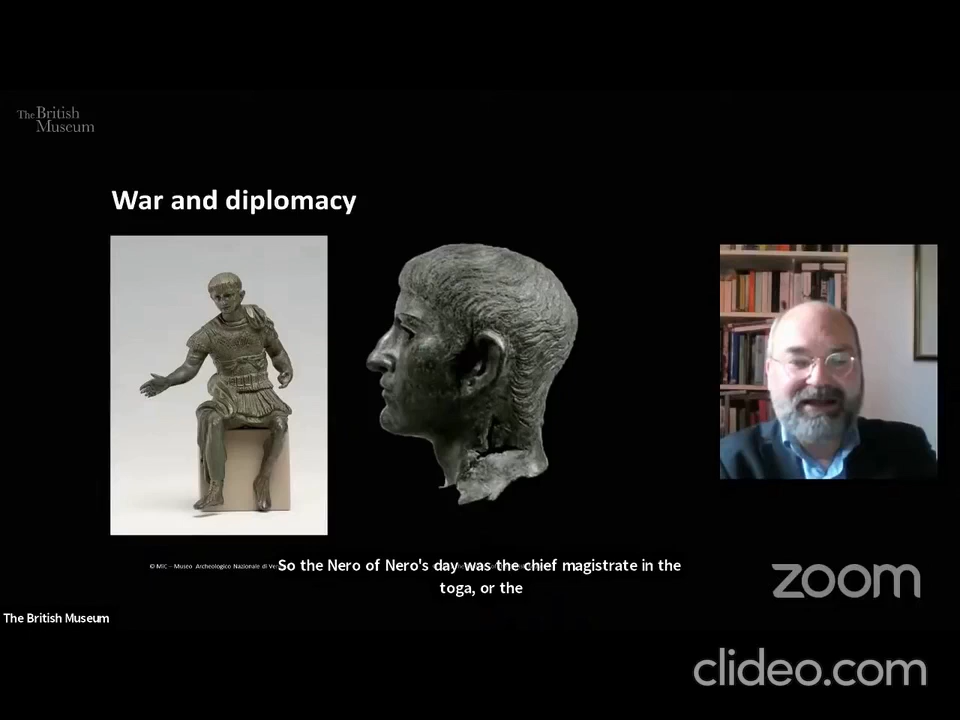 The British
Museum
War and diplomacy
© MIC – Museo Archeologico Nazionale di
So the Nero of Nero's day was the chief magistrate in the
toga, or the
zoom
The British Museum
clideo.com